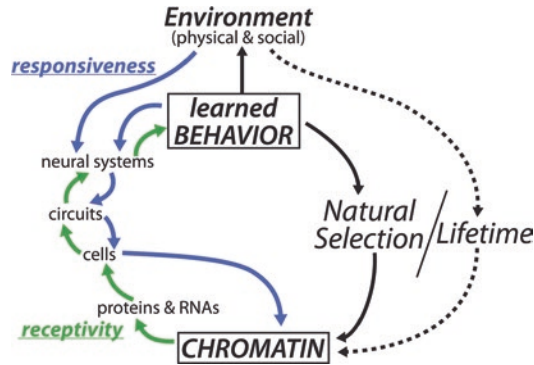 Environment
(physical & social)
responsiveness
learned
BEHAVIOR
neural systems
circuits
Natural
Selection / Lifetime
cells
proteins & RNAs
receptivity
CHROMATIN